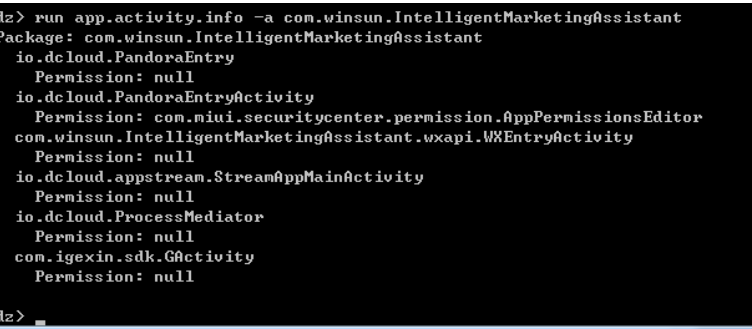 dz> run app.activity.info -a com.winsun.IntelligentMarketingAssistant
Package: com.winsun.IntelligentMarketingAssistant
io.dcloud.PandoraEntry
Permission: null
io.dcloud.PandoraEntryActivity
Permission: com.miui.securitycenter.permission.AppPermissionsEditor
com.winsun.IntelligentMarketingAssistant.wxapi.WXEntryActivity
Permission: null
io.dcloud.appstream.StreamAppMainActivity
Permission: null
io.dcloud.ProcessMediator
Permission: null
com.igexin.sdk.GActivity
Permission: null
dz> _